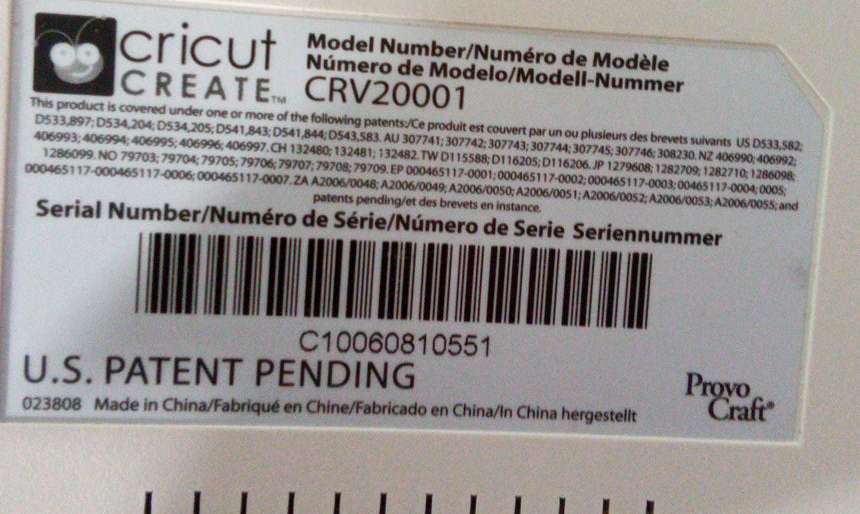 cricut
CREATE™
Model Number/Numéro de Modèle
Número de Modelo/Modell-Nummer
CRV20001
This product is covered under one or more of the following patents:/Ce produit est couvert par un ou plusieurs des brevets suivants US D533,582;
D533,897; D534,204; D534,205; D541,843; D541,844; D543,583. AU 307741; 307742; 307743; 307744; 307745; 307746; 308230. NZ 406990; 406992;
406993; 406994; 406995; 406996; 406997. CH 132480; 132481; 132482. TW D115588; D116205; D116206. JP 1279608; 1282709; 1282710; 1286098;
1286099. NO 79703; 79704; 79705; 79706; 79707; 79708; 79709. EP 000465117-0001; 000465117-0002; 000465117-0003; 00465117-0004; 0005;
000465117-000465117-0006; 000465117-0007. ZA A2006/0048; A2006/0049; A2006/0050; A2006/0051; A2006/0052; A2006/0053; A2006/0055; and
patents pending/et des brevets en instance.
Serial Number/Numéro de Série/Número de Serie Seriennummer
C10060810551
U.S. PATENT PENDING
023808 Made in China/Fabriqué en Chine/Fabricado en China/In China hergestellt
Provo
Craft®